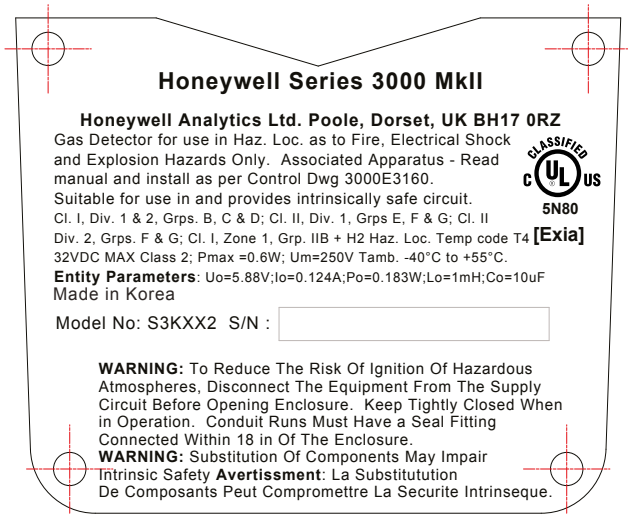 Honeywell Series 3000 MkII
Honeywell Analytics Ltd. Poole, Dorset, UK BH17 0RZ
Gas Detector for use in Haz. Loc. as to Fire, Electrical Shock
and Explosion Hazards Only. Associated Apparatus - Read
manual and install as per Control Dwg 3000E3160.
Suitable for use in and provides intrinsically safe circuit.
Cl. I, Div. 1 & 2, Grps. B, C & D; Cl. II, Div. 1, Grps E, F & G; Cl. II
Div. 2, Grps. F & G; Cl. I, Zone 1, Grp. IIB + H2 Haz. Loc. Temp code T4
32VDC MAX Class 2; Pmax =0.6W; Um=250V Tamb. -40°C to +55°C.
CLASSIFIED
C UL ® US
5N80
[Exia]
Entity Parameters: Uo=5.88V;Io=0.124A;Po=0.183W;Lo=1mH;Co=10uF
Made in Korea
Model No: S3KXX2 S/N :
WARNING: To Reduce The Risk Of Ignition Of Hazardous
Atmospheres, Disconnect The Equipment From The Supply
Circuit Before Opening Enclosure. Keep Tightly Closed When
in Operation. Conduit Runs Must Have a Seal Fitting
Connected Within 18 in Of The Enclosure.
WARNING: Substitution Of Components May Impair
Intrinsic Safety Avertissment: La Substitutution
De Composants Peut Compromettre La Securite Intrinseque.